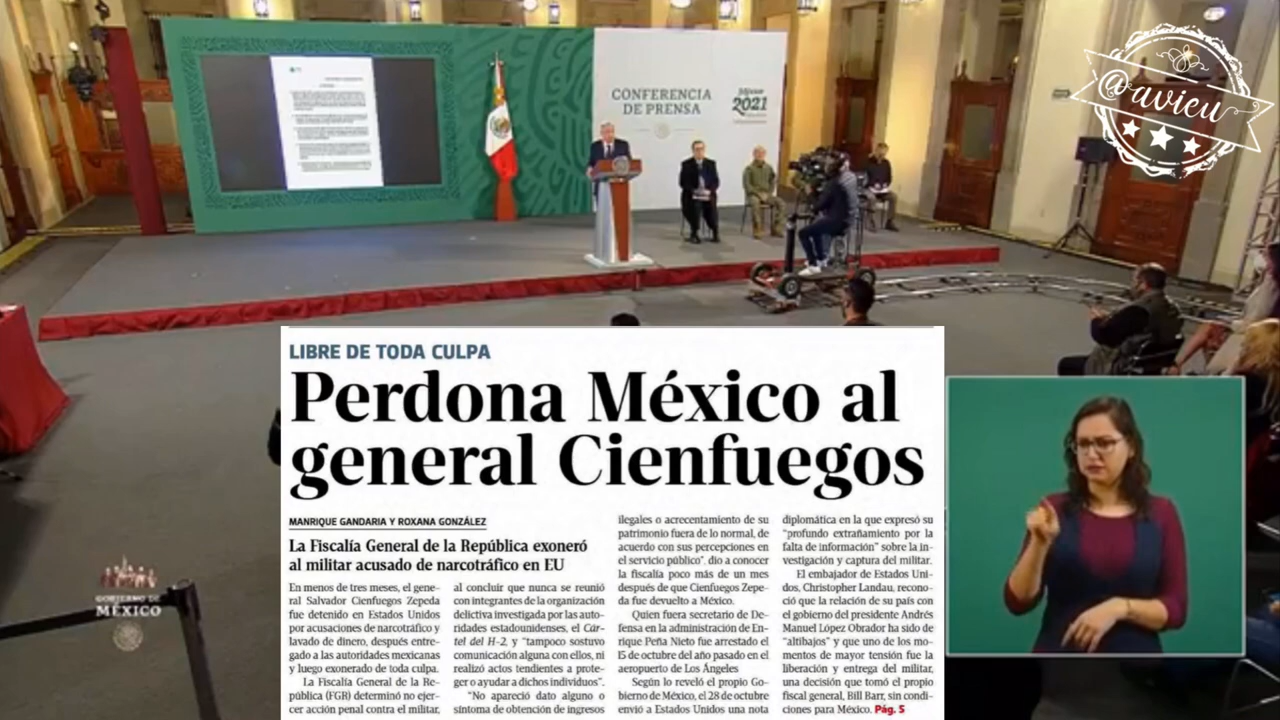 CONFERENCIA
DE PRENSA
México
2021
@avieu
LIBRE DE TODA CULPA
Perdona México al
general Cienfuegos
MANRIQUE GANDARIA Y ROXANA GONZÁLEZ
La Fiscalía General de la República exoneró
al militar acusado de narcotráfico en EU
En menos de tres meses, el gene-
ral Salvador Cienfuegos Zepeda
fue detenido en Estados Unidos
por acusaciones de narcotráfico y
lavado de dinero, después entre-
gado a las autoridades mexicanas
y luego exonerado de toda culpa.
La Fiscalía General de la Re-
pública (FGR) determinó no ejer-
cer acción penal contra el militar,
al concluir que nunca se reunió
con integrantes de la organización
delictiva investigada por las auto-
ridades estadounidenses, el Cár-
tel del H-2, y “tampoco sostuvo
comunicación alguna con ellos, ni
realizó actos tendientes a prote-
ger o ayudar a dichos individuos”.
“No apareció dato alguno o
síntoma de obtención de ingresos
ilegales o acrecentamiento de su
patrimonio fuera de lo normal, de
acuerdo con sus percepciones en
el servicio público”. dio a conocer
la fiscalía poco más de un mes
después de que Cienfuegos Zepe-
da fue devuelto a México.
Quien fuera secretario de De-
fensa en la administración de En-
rique Peña Nieto fue arrestado el
15 de octubre del año pasado en el
aeropuerto de Los Ángeles
Según lo reveló el propio Go-
bierno de México, el 28 de octubre
envió a Estados Unidos una nota
diplomática en la que expresó su
“profundo extrañamiento por la
falta de información” sobre la in-
vestigación y captura del militar.
El embajador de Estados Uni-
dos, Christopher Landau, recono-
ció que la relación de su país con
el gobierno del presidente Andrés
Manuel López Obrador ha sido de
“altibajos” y que uno de los mo-
mentos de mayor tensión fue la
liberación y entrega del militar,
una decisión que tomó el propio
fiscal general, Bill Barr, sin condi-
ciones para México. Pág. 5
GOBIERNO DE
MÉXICO